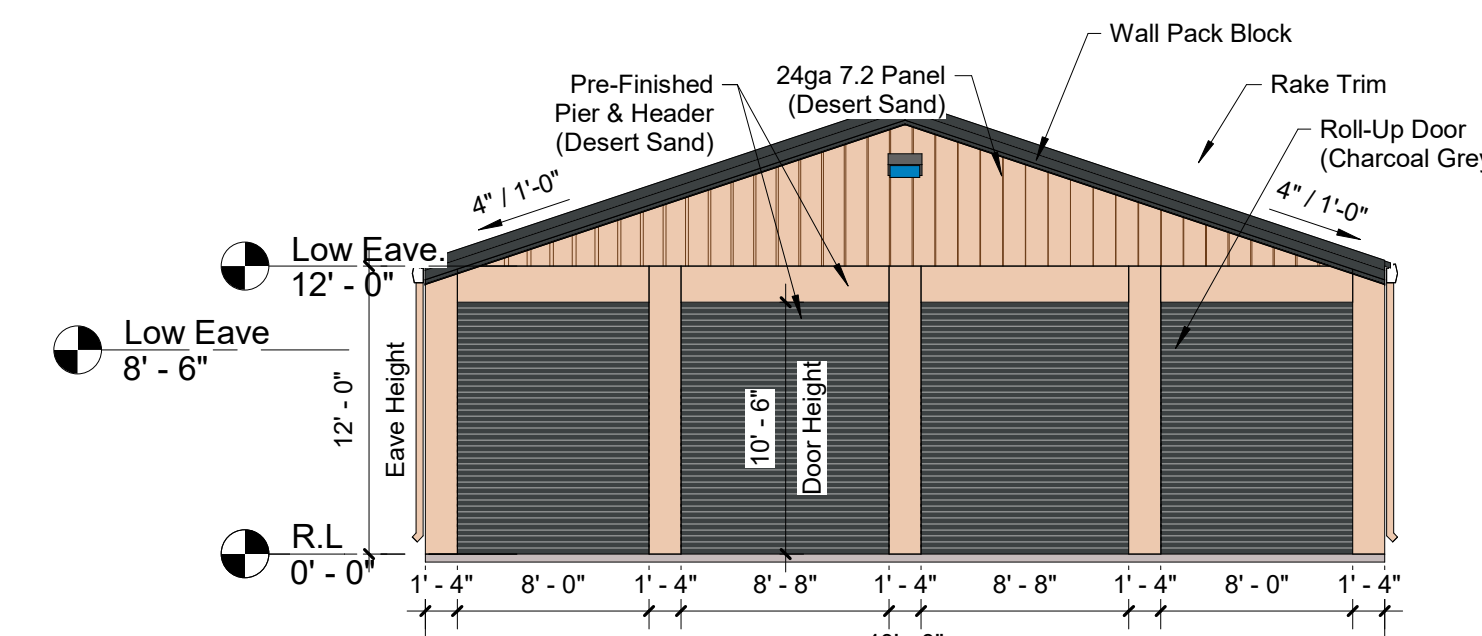 Wall Pack Block
24ga 7.2 Panel
(Desert Sand)
Pre-Finished
Pier & Header
(Desert Sand)
Rake Trim
Roll-Up Door
(Charcoal Grey
4" / 1'-0"
4" / 1'-0"
Low Eave.
12' - 0"
Low Eave
8' - 6"
12' - 0"
Eave Height
10' - 6"
Door Height
R.L
0' - 0"
1' - 4" 8' - 0" 1' - 4" 8' - 8" 1' - 4" 8' - 8" 1' - 4" 8' - 0" 1' - 4"